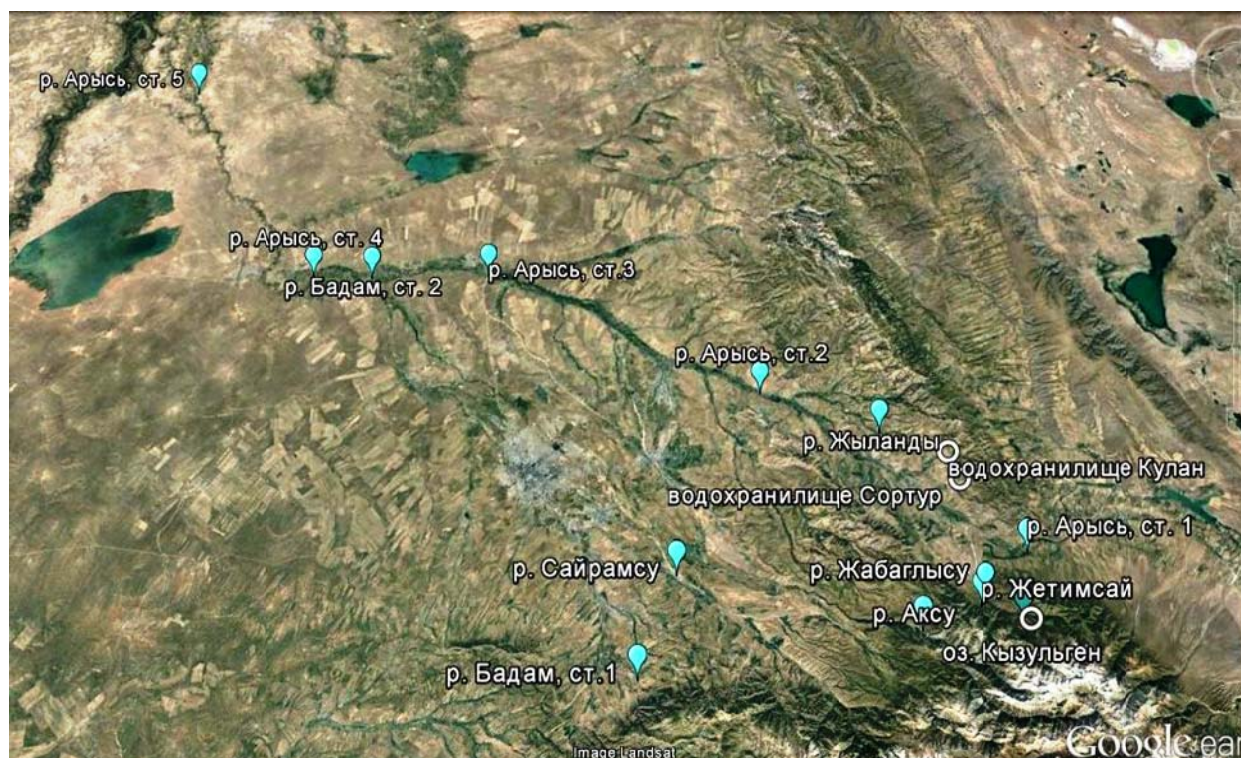 р. Арысь, ст. 5
р. Арысь, ст. 4
р. Бадам, ст. 2
р. Арысь, ст.3
р. Арысь, ст.2
р. Жыланды
водохранилище Кулан
водохранилище Сортур
р. Арысь, ст. 1
р. Сайрамсу
р. Жабаглысу
р. Жетимсай
р. Аксу
оз. Кызульген
р. Бадам, ст.1
Image Landsat
Google ear